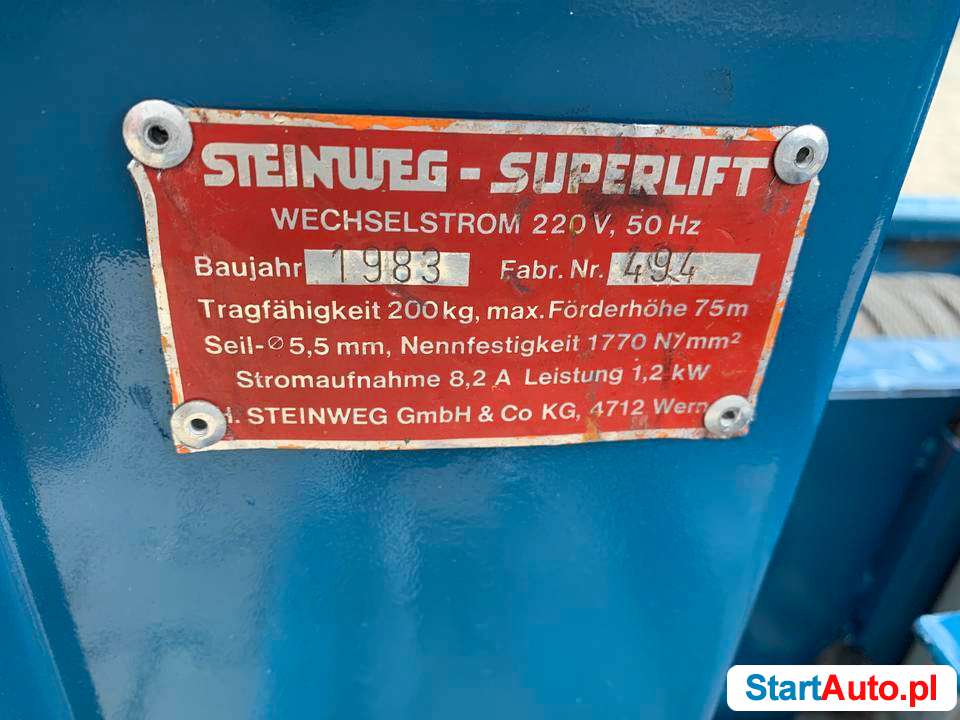 STEINWEG - SUPERLIFT
WECHSELSTROM 220 V, 50 Hz
Baujahr 1983 Fabr. Nr. 494
Tragfähigkeit 200 kg, max. Förderhöhe 75 m
Seil-Ø 5,5 mm, Nennfestigkeit 1770 N/mm²
Stromaufnahme 8,2 A Leistung 1,2 kW
STEINWEG GmbH & Co KG, 4712
StartAuto.pl